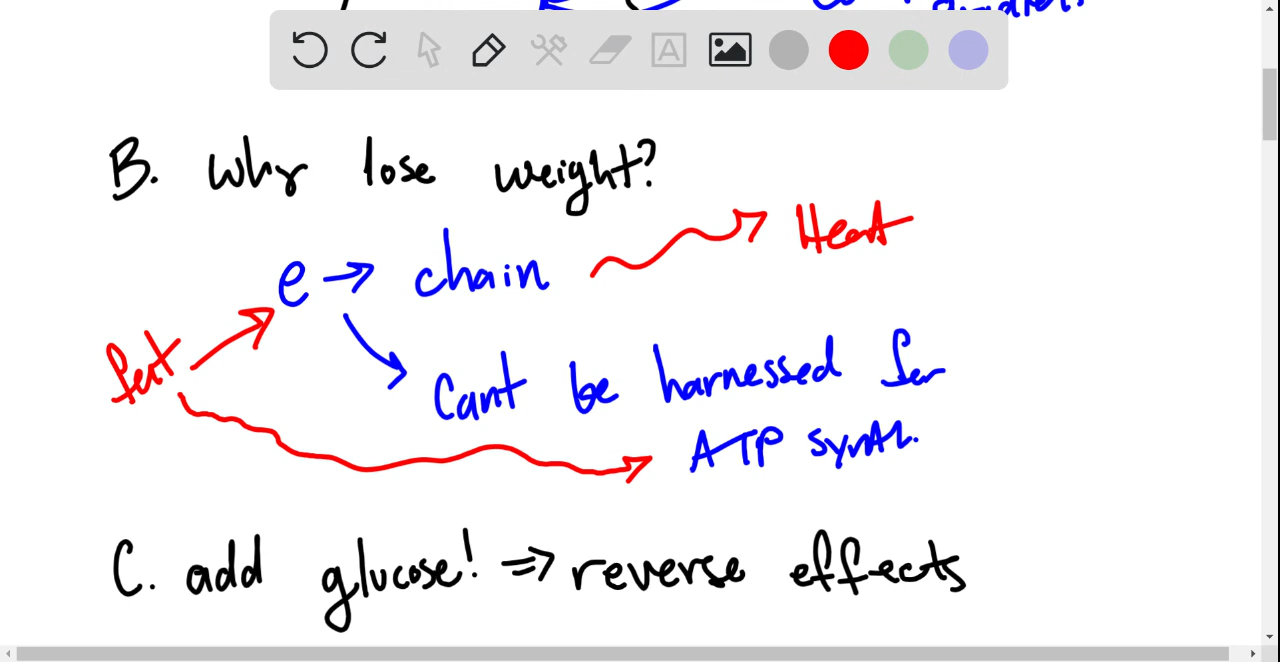 B. why lose weight?
e → chain Heat
fat
Cant be harnessed for
ATP synth.
C. add glucose! ⇒ reverse effects